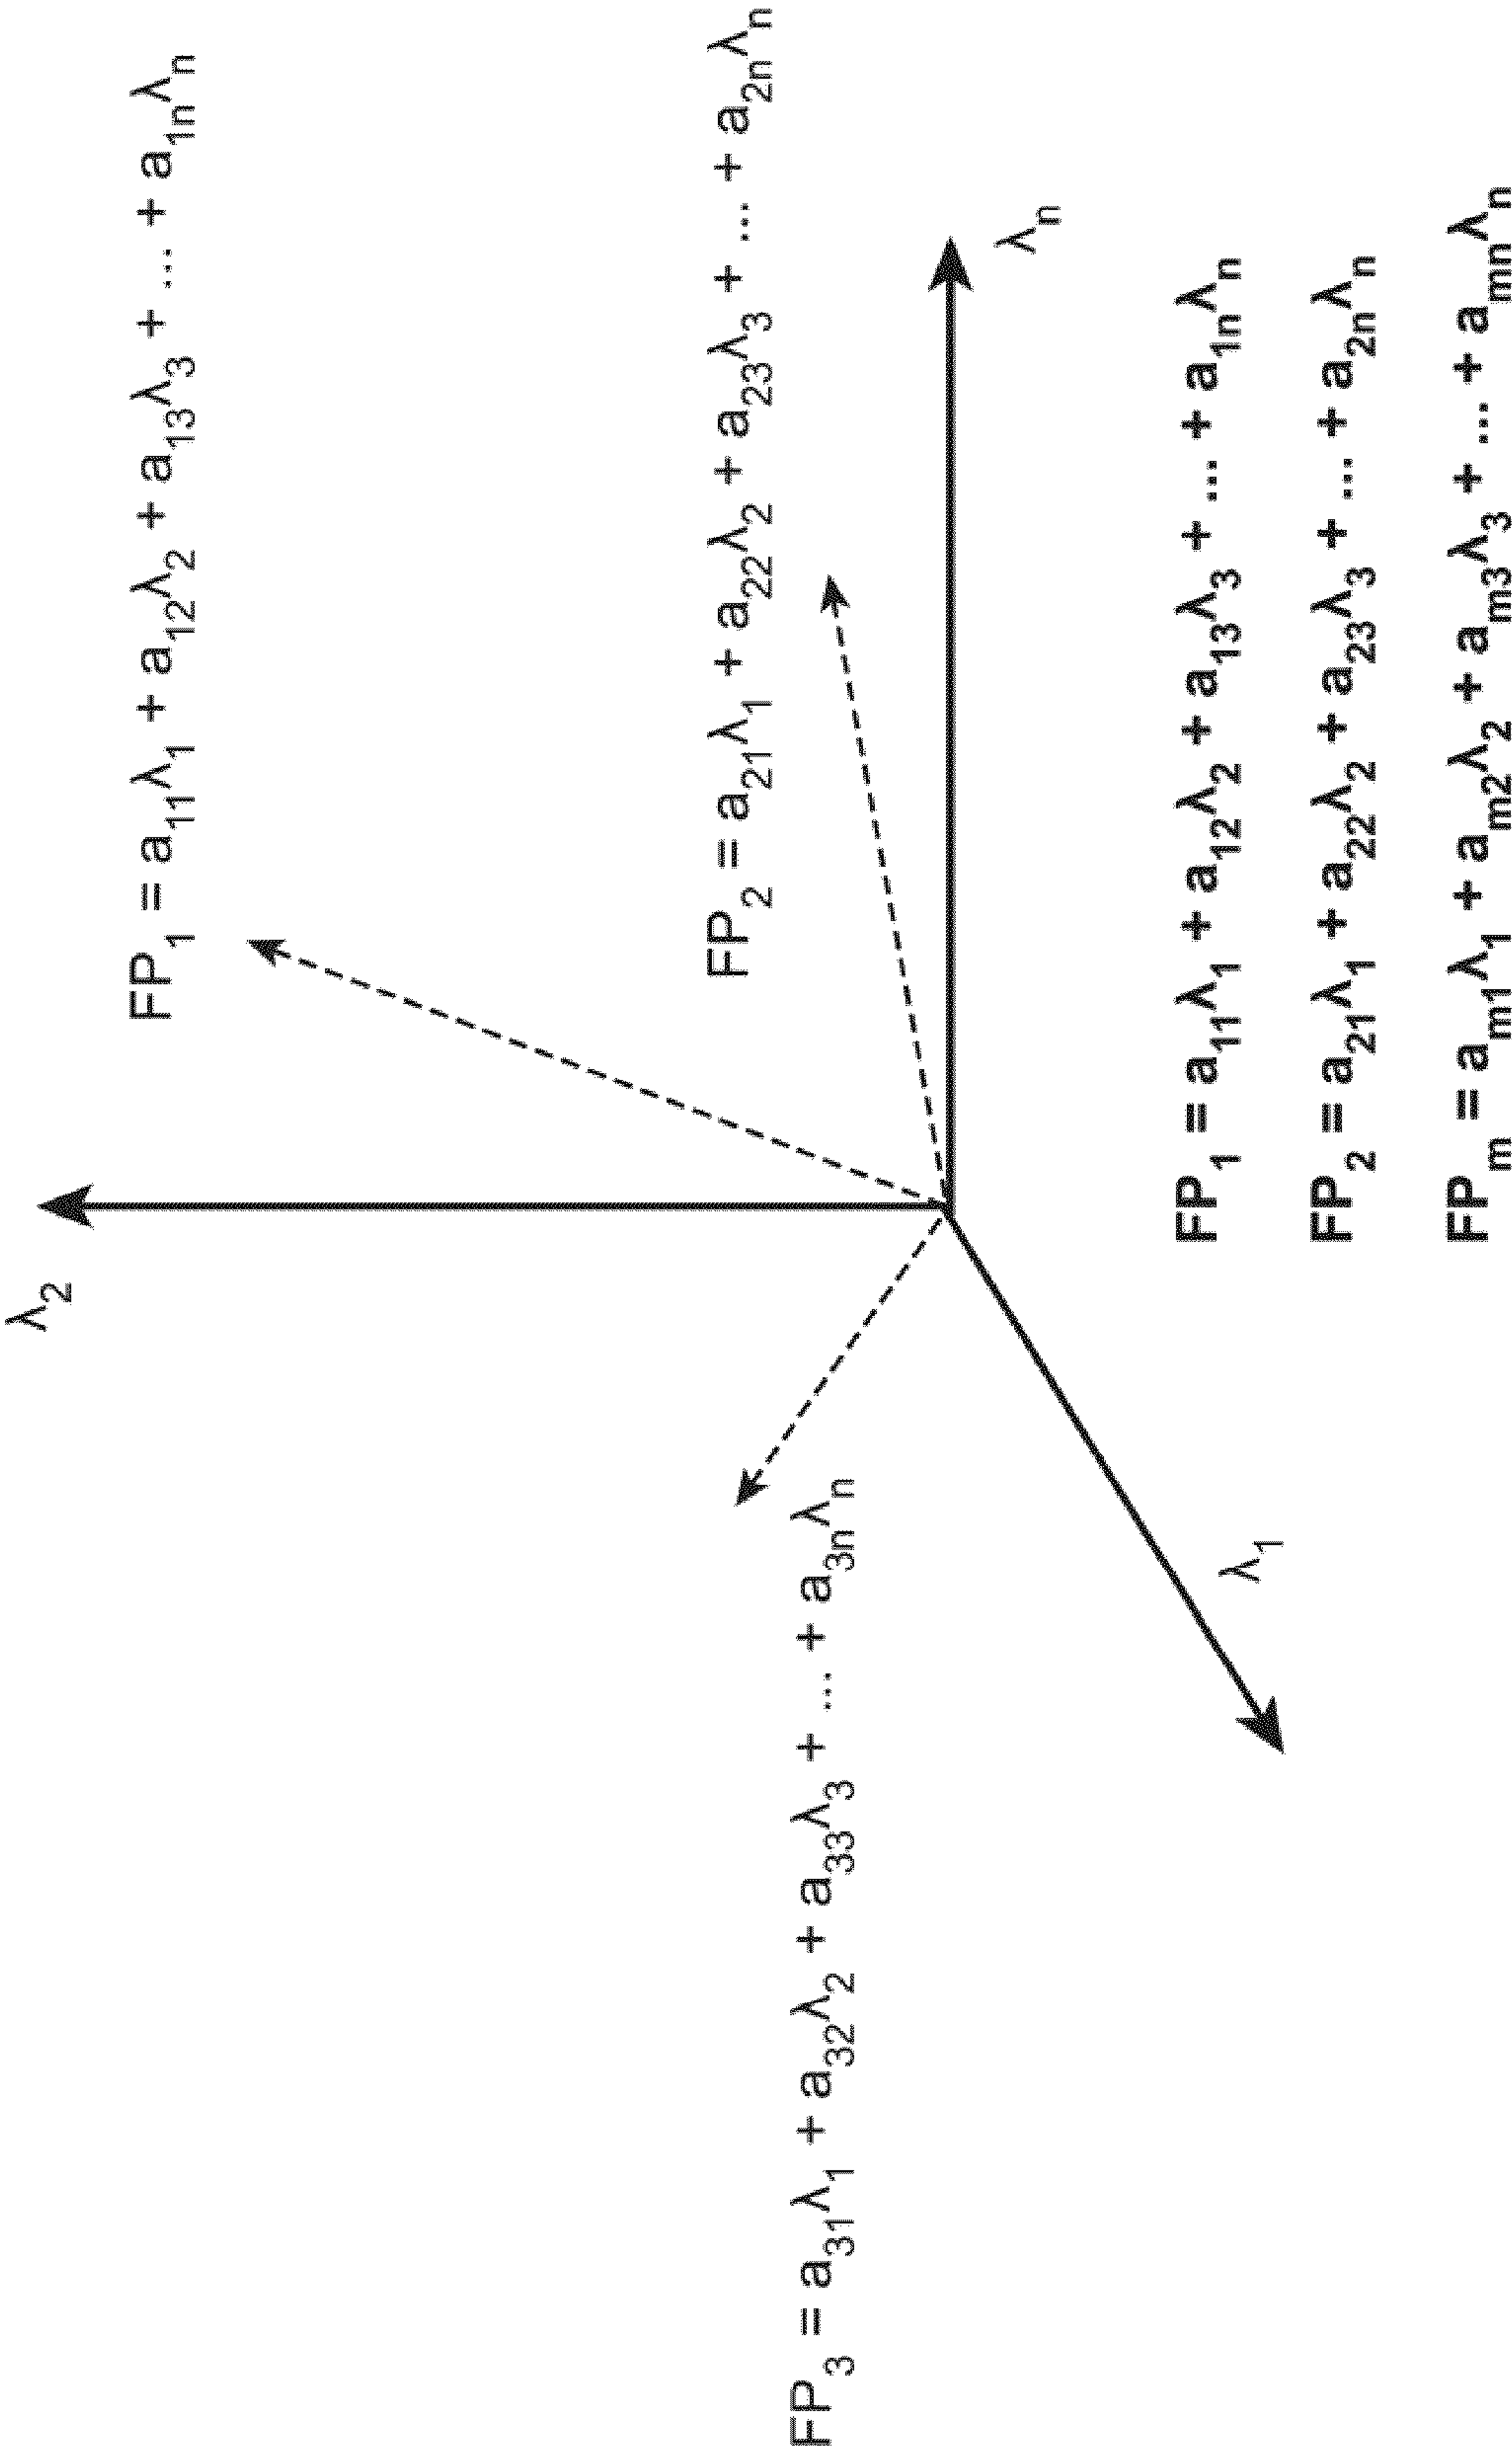 λ₂
FP₁ = a₁₁λ₁ + a₁₂λ₂ + a₁₃λ₃ + ... + a₁ₙλₙ
FP₂ = a₂₁λ₁ + a₂₂λ₂ + a₂₃λ₃ + ... + a₂ₙλₙ
FP₃ = a₃₁λ₁ + a₃₂λ₂ + a₃₃λ₃ + ... + a₃ₙλₙ
λₙ
λ₁
FP₁ = a₁₁λ₁ + a₁₂λ₂ + a₁₃λ₃ + ... + a₁ₙλₙ
FP₂ = a₂₁λ₁ + a₂₂λ₂ + a₂₃λ₃ + ... + a₂ₙλₙ
FPₘ = aₘ₁λ₁ + aₘ₂λ₂ + aₘ₃λ₃ + ... + aₘₙλₙ